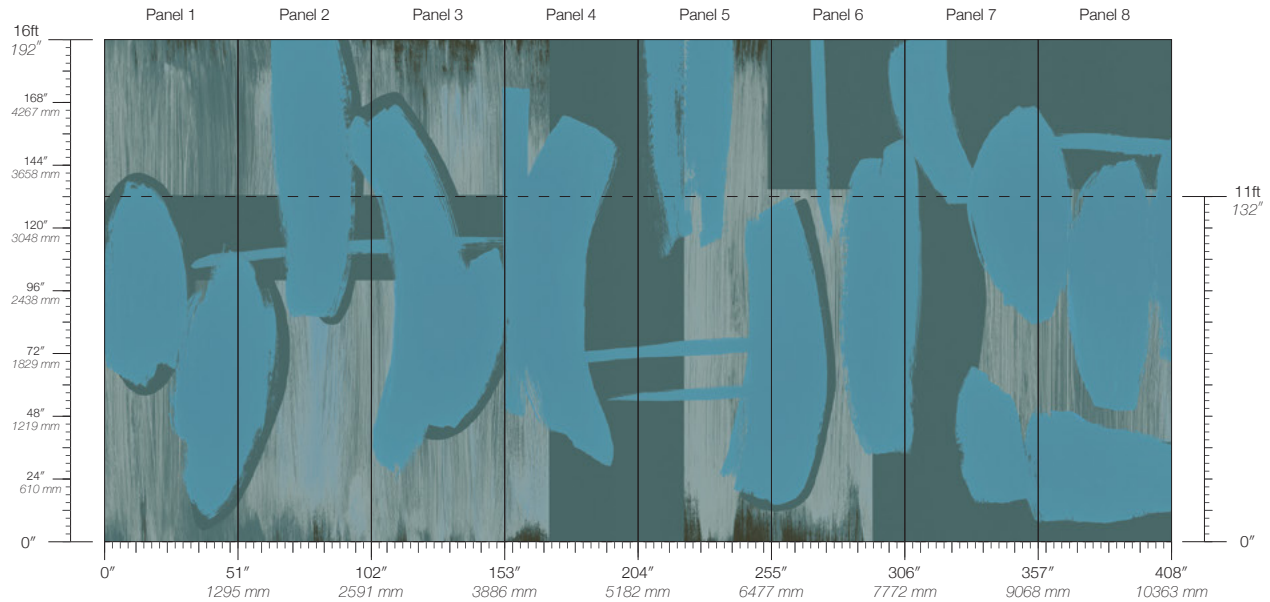 Panel 1 Panel 2 Panel 3 Panel 4 Panel 5 Panel 6 Panel 7 Panel 8
16ft
192″
168″
4267 mm
144″
3658 mm
120″
3048 mm
96″
2438 mm
72″
1829 mm
48″
1219 mm
24″
610 mm
0″
11ft
132″
0″
0″ 51″ 102″ 153″ 204″ 255″ 306″ 357″ 408″
1295 mm 2591 mm 3886 mm 5182 mm 6477 mm 7772 mm 9068 mm 10363 mm